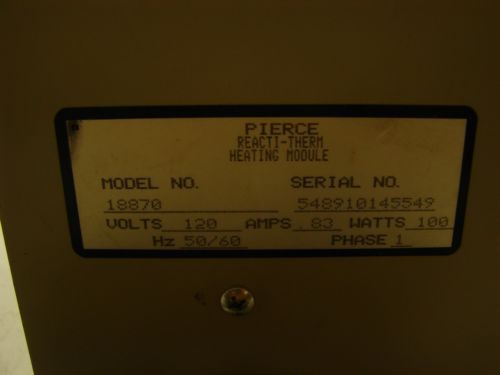 PIERCE
REACTI-THERM
HEATING MODULE
MODEL NO. SERIAL NO.
18870 548910145549
VOLTS 120 AMPS .83 WATTS 100
Hz 50/60 PHASE 1